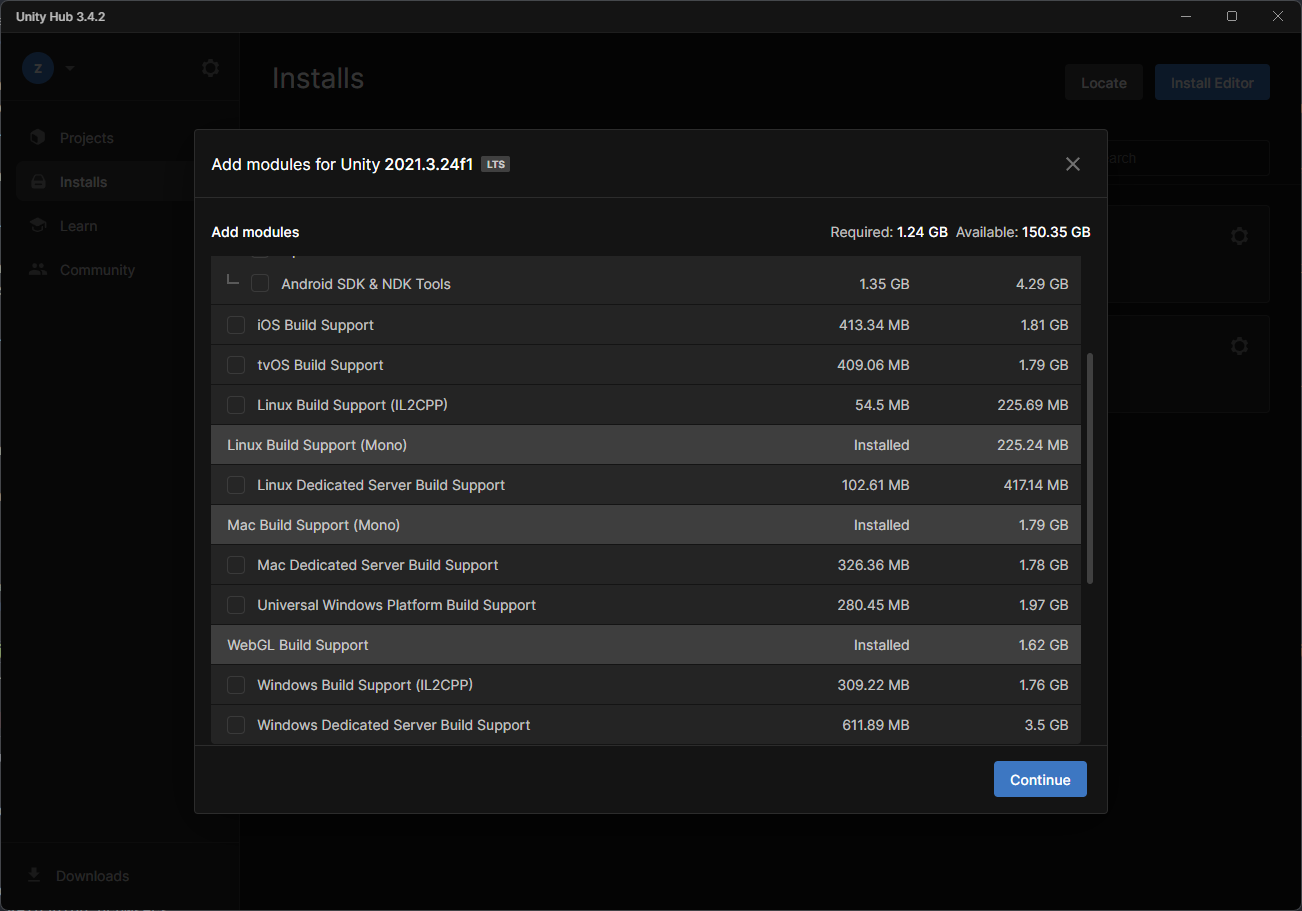 Unity Hub 3.4.2
Z
Installs
Locate
Install Editor
Projects
Installs
Learn
Community
Add modules for Unity 2021.3.24f1 LTS
Add modules
Required: 1.24 GB Available: 150.35 GB
Android SDK & NDK Tools 1.35 GB 4.29 GB
iOS Build Support 413.34 MB 1.81 GB
tvOS Build Support 409.06 MB 1.79 GB
Linux Build Support (IL2CPP) 54.5 MB 225.69 MB
Linux Build Support (Mono) Installed 225.24 MB
Linux Dedicated Server Build Support 102.61 MB 417.14 MB
Mac Build Support (Mono) Installed 1.79 GB
Mac Dedicated Server Build Support 326.36 MB 1.78 GB
Universal Windows Platform Build Support 280.45 MB 1.97 GB
WebGL Build Support Installed 1.62 GB
Windows Build Support (IL2CPP) 309.22 MB 1.76 GB
Windows Dedicated Server Build Support 611.89 MB 3.5 GB
Continue
Downloads